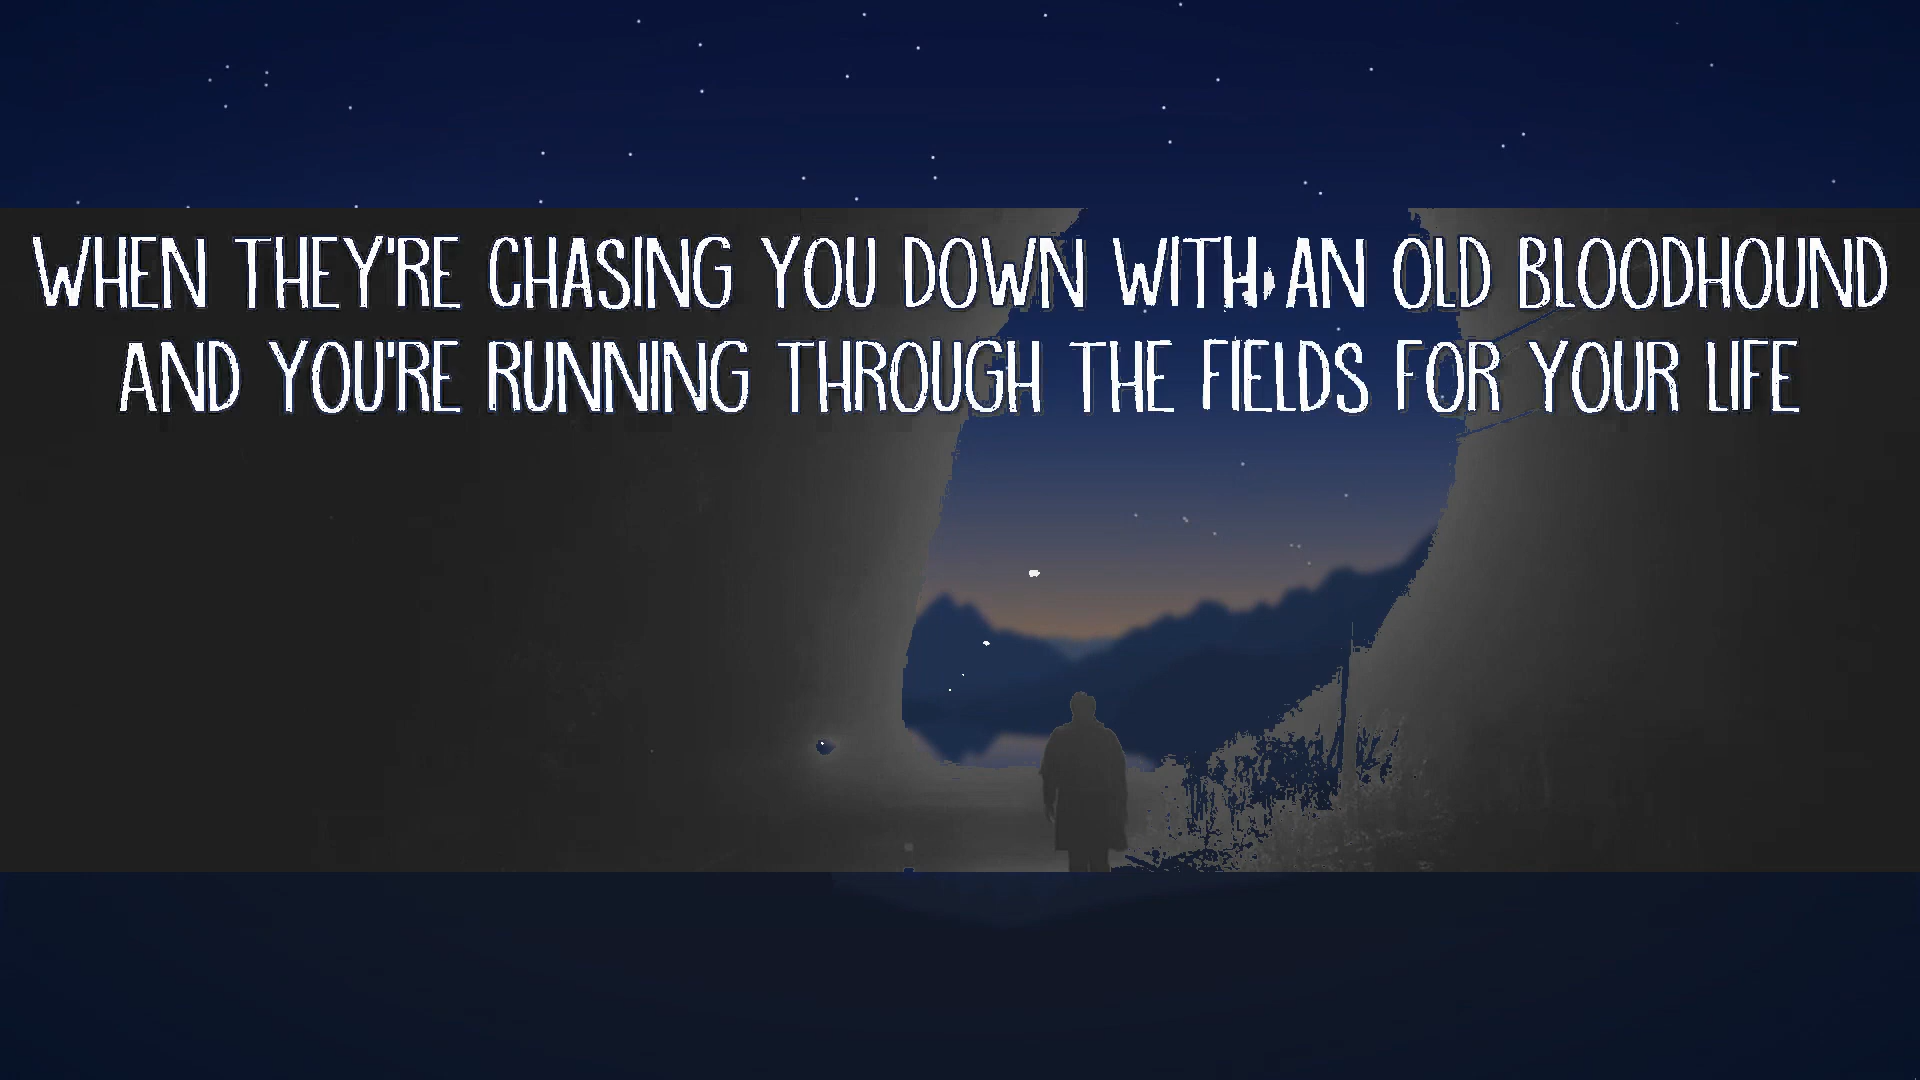 WHEN THEY'RE CHASING YOU DOWN WITH AN OLD BLOODHOUND
AND YOU'RE RUNNING THROUGH THE FIELDS FOR YOUR LIFE